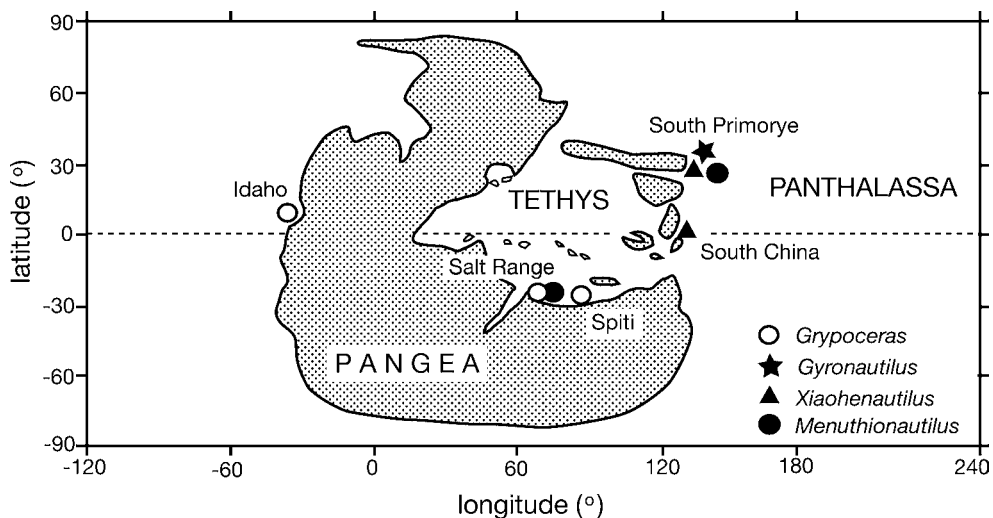 90
60
30
0
-30
-60
-90
latitude (º)
South Primorye
Idaho
TETHYS
PANTHALASSA
South China
Salt Range
Spiti
PANGEA
Grypoceras
Gyronautilus
Xiaohenautilus
Menuthionautilus
-120 -60 0 60 120 180 240
longitude (º)